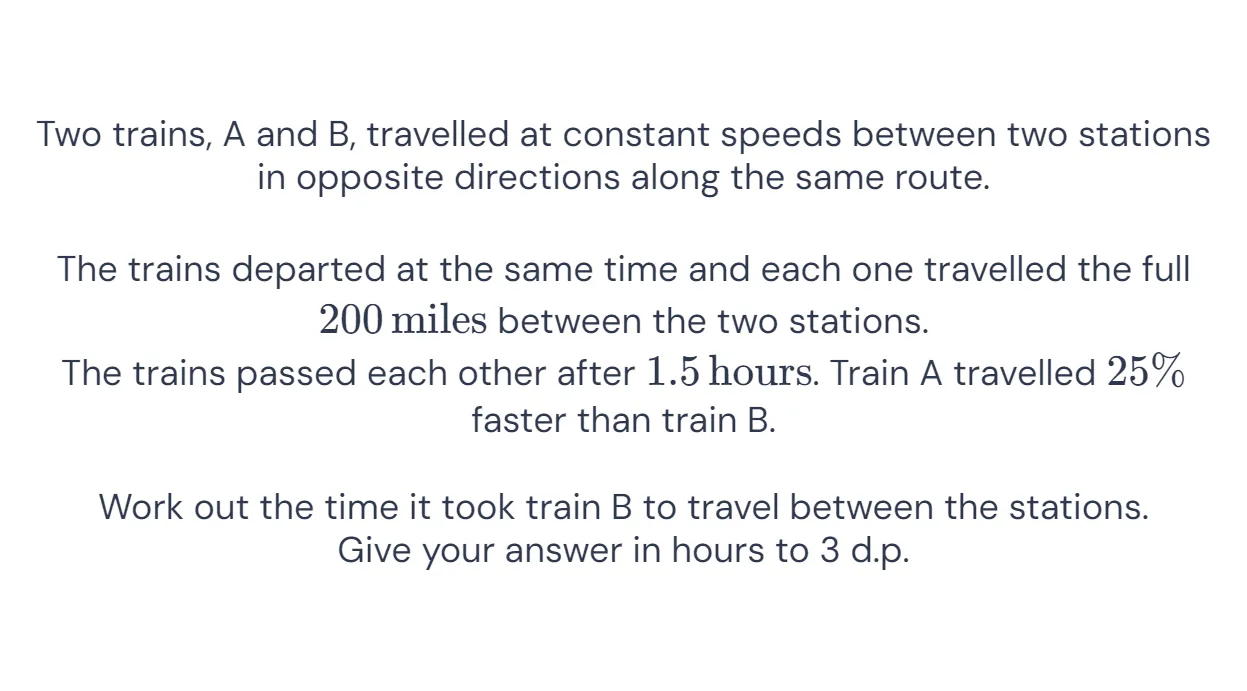 Two trains, A and B, travelled at constant speeds between two stations
in opposite directions along the same route.
The trains departed at the same time and each one travelled the full
200 miles between the two stations.
The trains passed each other after 1.5 hours. Train A travelled 25%
faster than train B.
Work out the time it took train B to travel between the stations.
Give your answer in hours to 3 d.p.